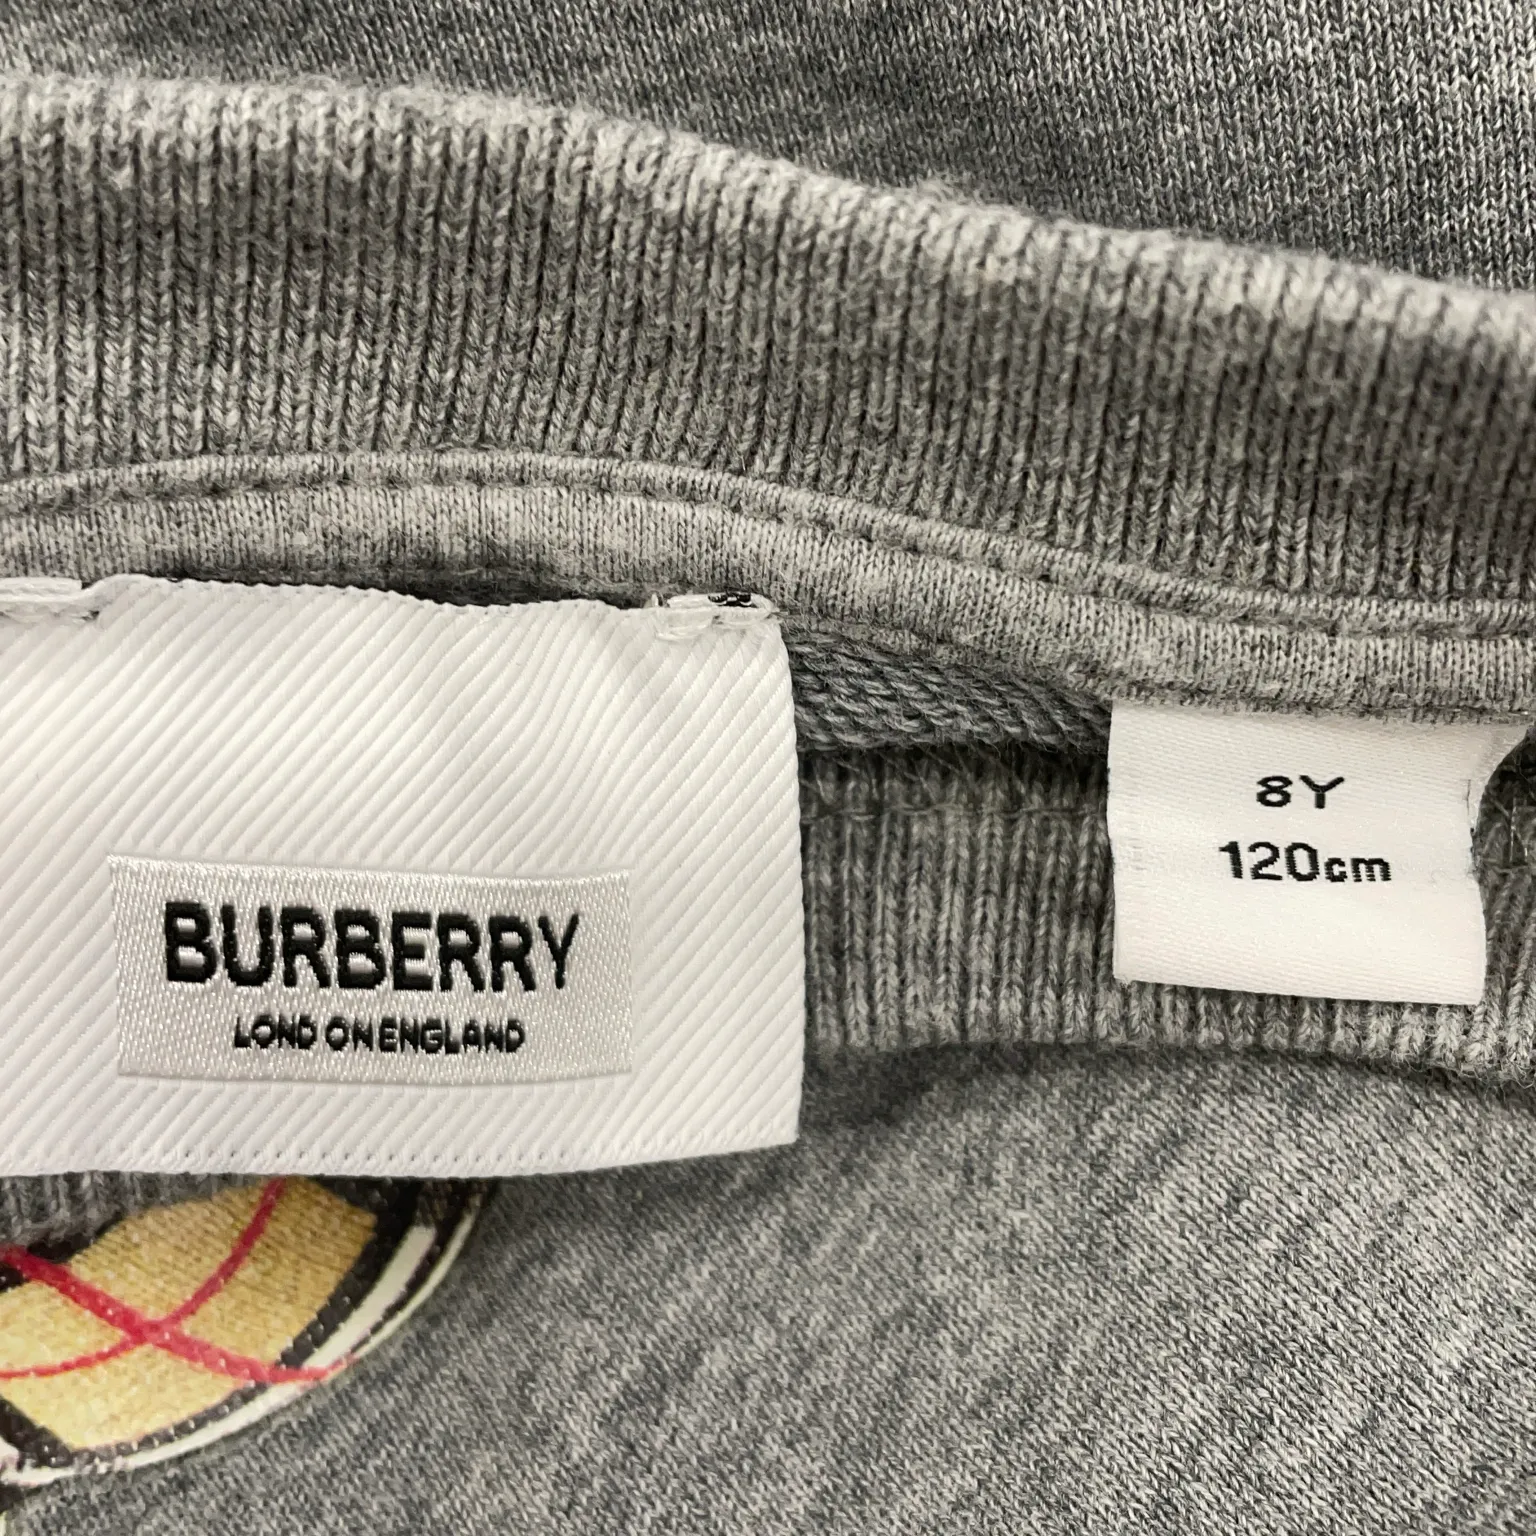 BURBERRY
LOND ON ENGLAND
8Y
120cm